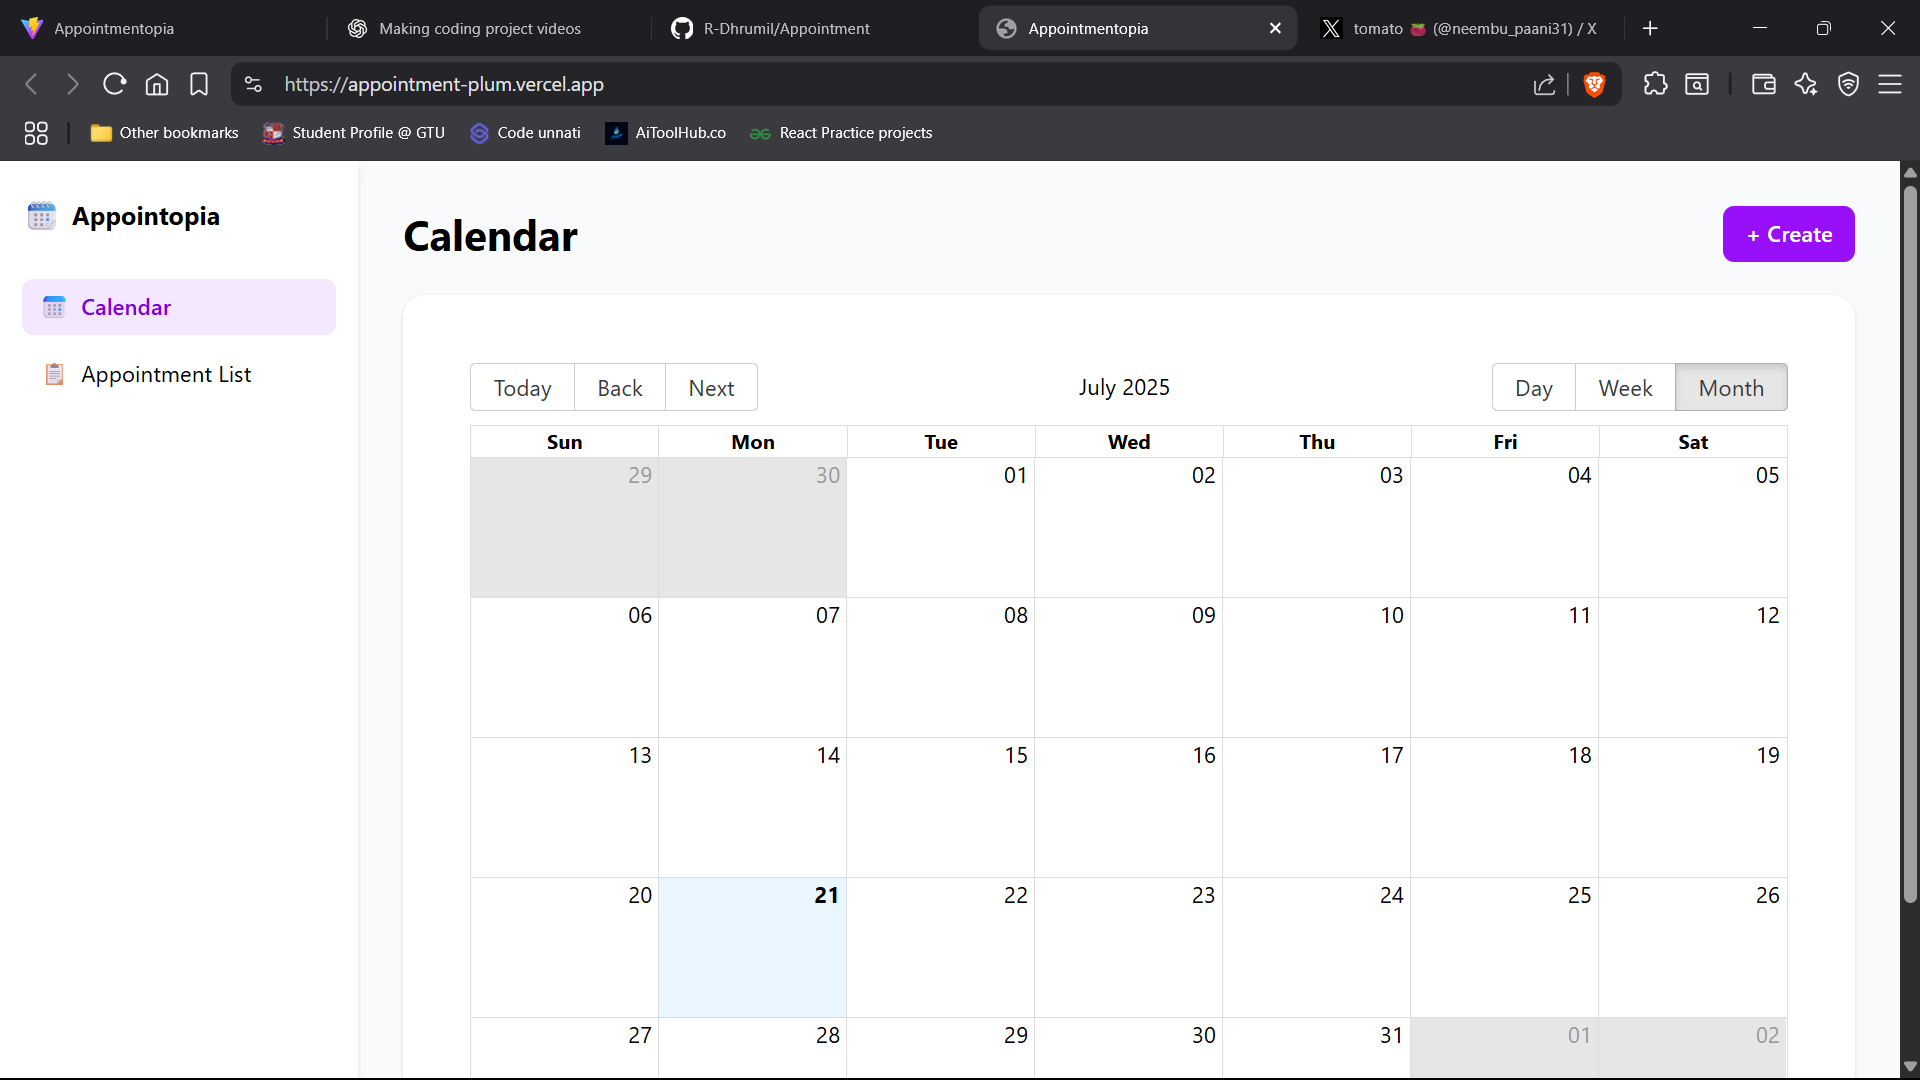 Appointmentopia
Making coding project videos
R-Dhrumil/Appointment
Appointmentopia
tomato 🍅 (@neembu_paani31) / X
https://appointment-plum.vercel.app
Other bookmarks
Student Profile @ GTU
Code unnati
AiToolHub.co
React Practice projects
Appointopia
Calendar
Appointment List
Calendar
+ Create
Today Back Next
July 2025
Day Week Month
Sun Mon Tue Wed Thu Fri Sat
29 30 01 02 03 04 05
06 07 08 09 10 11 12
13 14 15 16 17 18 19
20 21 22 23 24 25 26
27 28 29 30 31 01 02